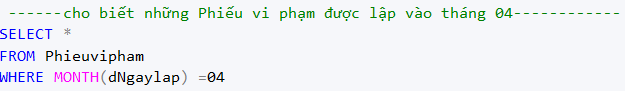 ------cho biết những Phiếu vi phạm được lập vào tháng 04------------
SELECT *
FROM Phieuvipham
WHERE MONTH(dNgaylap) =04